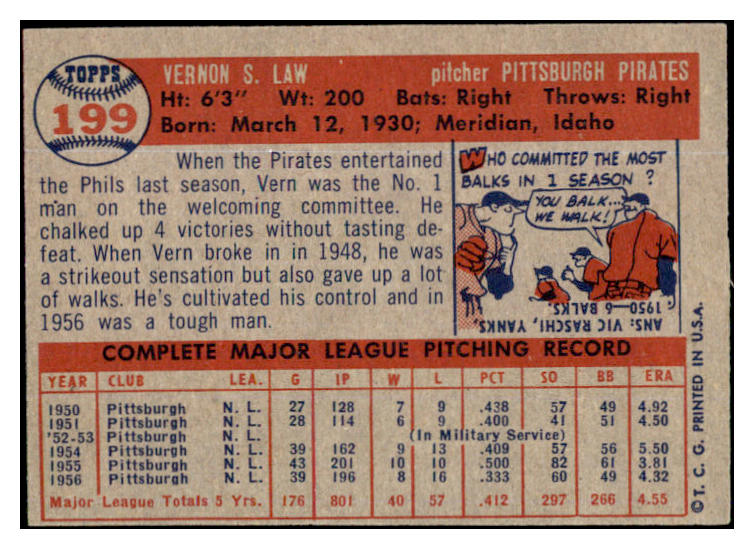 TOPPS
199
VERNON S. LAW pitcher PITTSBURGH PIRATES
Ht: 6'3" Wt: 200 Bats: Right Throws: Right
Born: March 12, 1930; Meridian, Idaho
When the Pirates entertained
the Phils last season, Vern was the No. 1
man on the welcoming committee. He
chalked up 4 victories without tasting de-
feat. When Vern broke in in 1948, he was
a strikeout sensation but also gave up a lot
of walks. He's cultivated his control and in
1956 was a tough man.
WHO COMMITTED THE MOST
BALKS IN 1 SEASON ?
YOU BALK...
WE WALK!
ANS: VIC RASCHI, YANKS,
1950—6 BALKS.
COMPLETE MAJOR LEAGUE PITCHING RECORD
YEAR CLUB LEA. G IP W L PCT SO BB ERA
1950 Pittsburgh N. L. 27 128 7 9 .438 57 49 4.92
1951 Pittsburgh N. L. 28 114 6 9 .400 41 51 4.50
'52-53 Pittsburgh N. L. (In Military Service)
1954 Pittsburgh N. L. 39 162 9 13 .409 57 56 5.50
1955 Pittsburgh N. L. 43 201 10 10 .500 82 61 3.81
1956 Pittsburgh N. L. 39 196 8 16 .333 60 49 4.32
Major League Totals 5 Yrs. 176 801 40 57 .412 297 266 4.55
©T. C. G. PRINTED IN U.S.A.